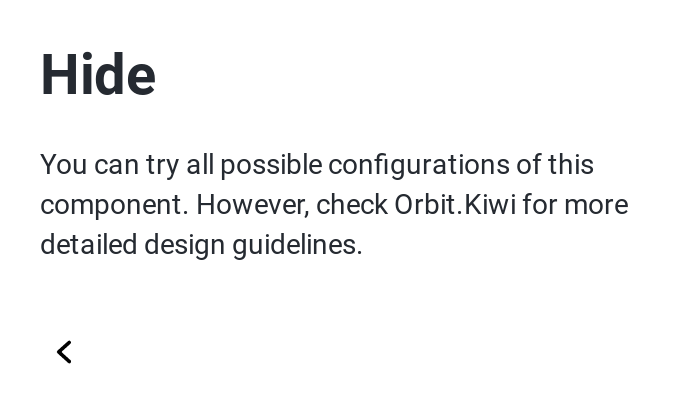 Hide
You can try all possible configurations of this
component. However, check Orbit.Kiwi for more
detailed design guidelines.